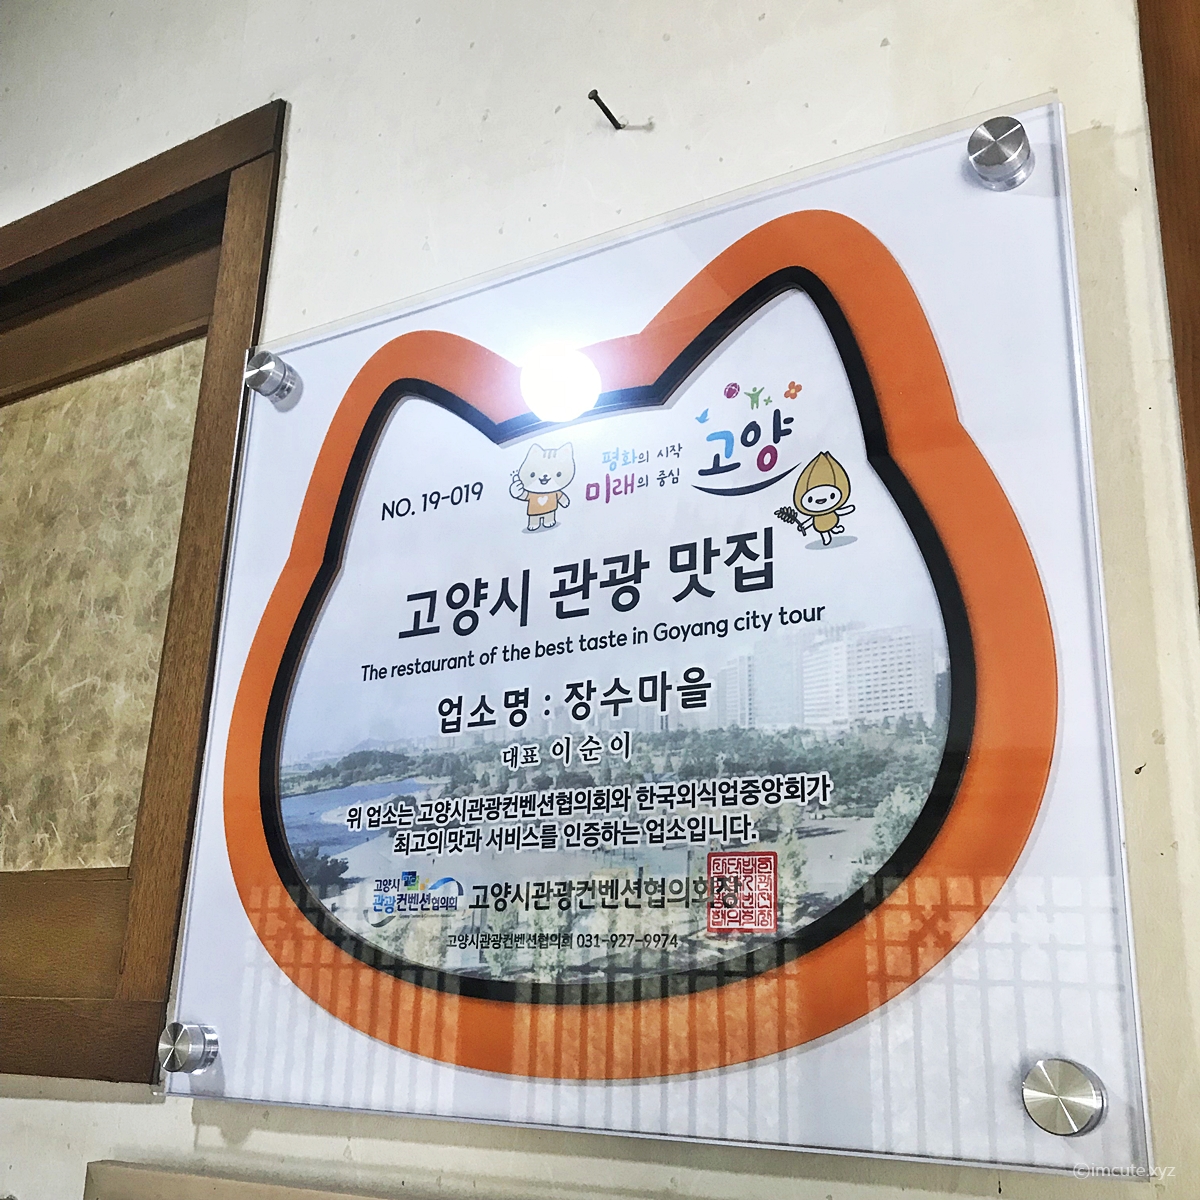 평화의 시작
미래의 중심
고양
NO. 19-019
고양시 관광 맛집
The restaurant of the best taste in Goyang city tour
업소명 : 장수마을
대표 이순이
위 업소는 고양시관광컨벤션협의회와 한국외식업중앙회가
최고의 맛과 서비스를 인증하는 업소입니다.
고양시
관광컨벤션협의회
고양시관광컨벤션협의회장
고양시관광컨벤션협의회 031-927-9974
©imcute.xyz